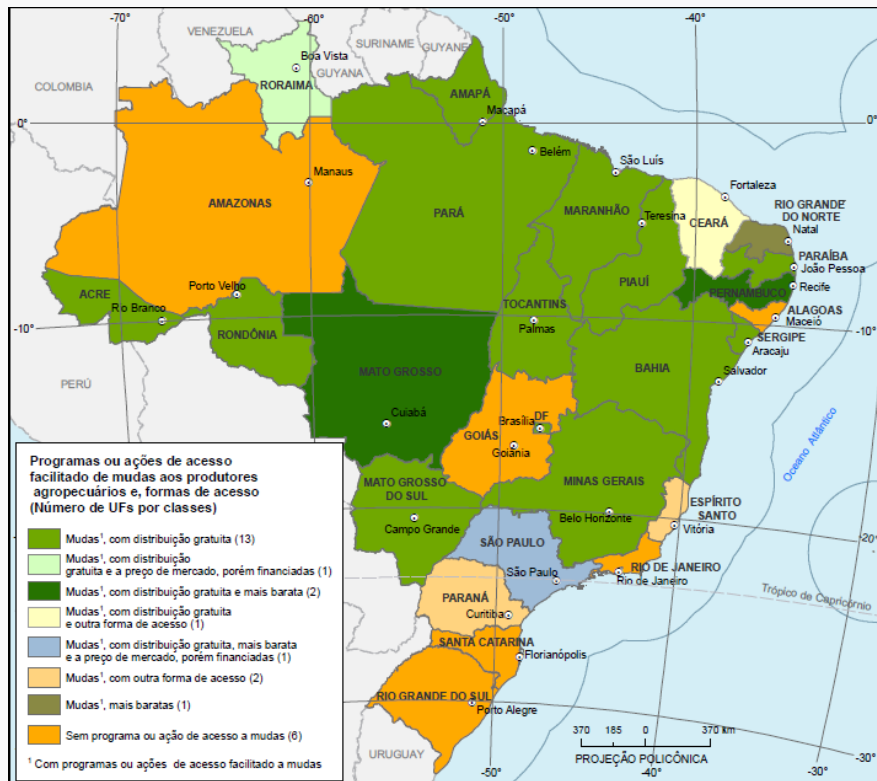 -70°
-60°
-50°
-40°
VENEZUELA
SURINAME
GUYANE
Boa Vista
GUYANA
COLOMBIA
RORAIMA
AMAPÁ
Macapá
0°
0°
Belém
São Luís
Manaus
Fortaleza
AMAZONAS
PARÁ
MARANHÃO
Teresina
CEARÁ
RIO GRANDE
DO NORTE
Natal
PARAÍBA
João Pessoa
PIAUÍ
ACRE
Porto Velho
Rio Branco
TOCANTINS
Palmas
PERNAMBUCO
Recife
ALAGOAS
Maceió
-10°
-10°
RONDÔNIA
SERGIPE
Aracaju
BAHIA
Salvador
PERÚ
MATO GROSSO
Cuiabá
Brasília
DF
GOIÁS
Goiânia
Oceano Atlântico
MATO GROSSO
DO SUL
Campo Grande
MINAS GERAIS
Belo Horizonte
ESPÍRITO
SANTO
Vitória
-20°
SÃO PAULO
São Paulo
RIO DE JANEIRO
Rio de Janeiro
Trópico de Capricórnio
PARANÁ
Curitiba
SANTA CATARINA
Florianópolis
RIO GRANDE DO SUL
Porto Alegre
URUGUAY
370 185 0 370 km
PROJEÇÃO POLICÔNICA
-50°
-40°
-30°
-30°
Programas ou ações de acesso
facilitado de mudas aos produtores
agropecuários e, formas de acesso
(Número de UFs por classes)
Mudas¹, com distribuição gratuita (13)
Mudas¹, com distribuição
gratuita e a preço de mercado, porém financiadas (1)
Mudas¹, com distribuição gratuita e mais barata (2)
Mudas¹, com distribuição gratuita
e outra forma de acesso (1)
Mudas¹, com distribuição gratuita, mais barata
e a preço de mercado, porém financiadas (1)
Mudas¹, com outra forma de acesso (2)
Mudas¹, mais baratas (1)
Sem programa ou ação de acesso a mudas (6)
¹ Com programas ou ações de acesso facilitado a mudas